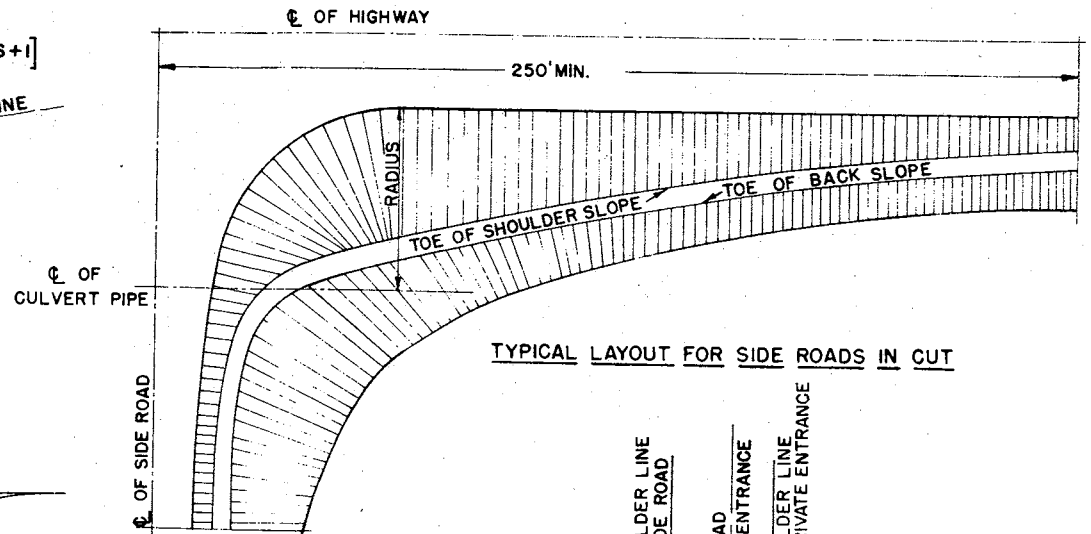 ℄ OF HIGHWAY
S+1]
250' MIN.
RADIUS
TOE OF SHOULDER SLOPE
TOE OF BACK SLOPE
℄ OF
CULVERT PIPE
TYPICAL LAYOUT FOR SIDE ROADS IN CUT
℄ OF SIDE ROAD